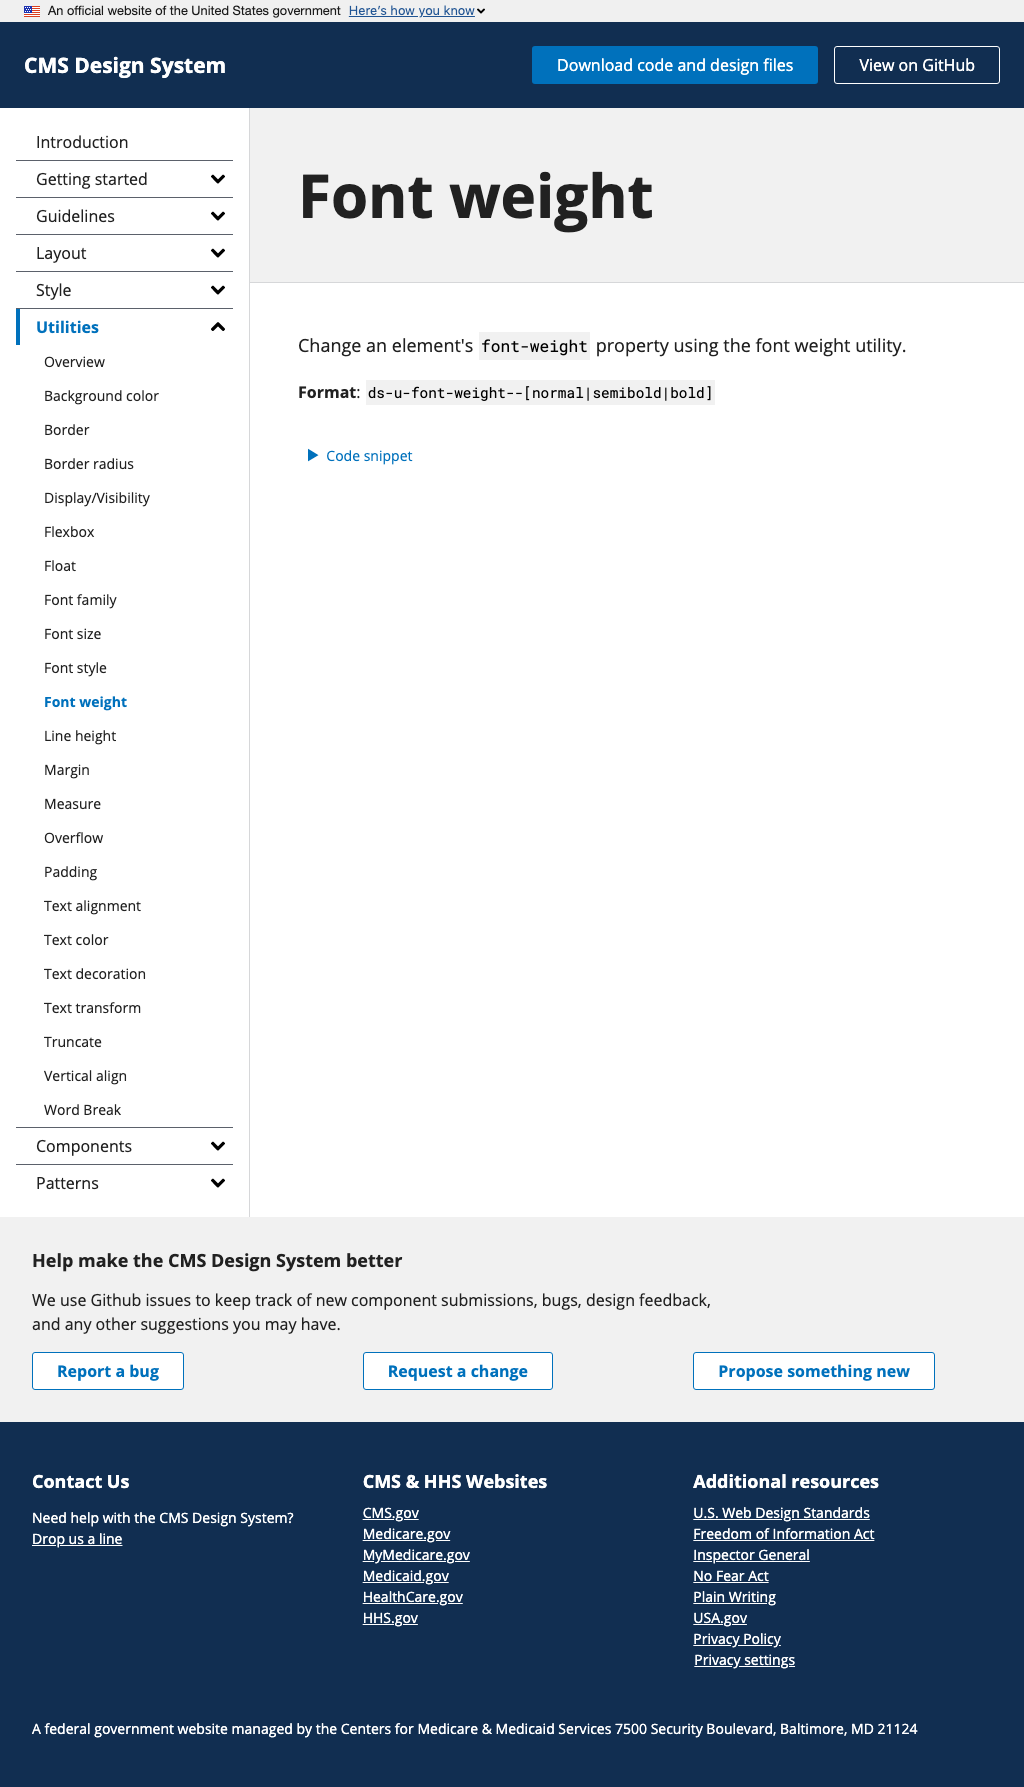 An official website of the United States government Here's how you know
CMS Design System
Download code and design files
View on GitHub
Introduction
Getting started
Guidelines
Layout
Style
Utilities
Overview
Background color
Border
Border radius
Display/Visibility
Flexbox
Float
Font family
Font size
Font style
Font weight
Line height
Margin
Measure
Overflow
Padding
Text alignment
Text color
Text decoration
Text transform
Truncate
Vertical align
Word Break
Components
Patterns
Font weight
Change an element's font-weight property using the font weight utility.
Format: ds-u-font-weight--[normal|semibold|bold]
Code snippet
Help make the CMS Design System better
We use Github issues to keep track of new component submissions, bugs, design feedback,
and any other suggestions you may have.
Report a bug
Request a change
Propose something new
Contact Us
Need help with the CMS Design System?
Drop us a line
CMS & HHS Websites
CMS.gov
Medicare.gov
MyMedicare.gov
Medicaid.gov
HealthCare.gov
HHS.gov
Additional resources
U.S. Web Design Standards
Freedom of Information Act
Inspector General
No Fear Act
Plain Writing
USA.gov
Privacy Policy
Privacy settings
A federal government website managed by the Centers for Medicare & Medicaid Services 7500 Security Boulevard, Baltimore, MD 21124